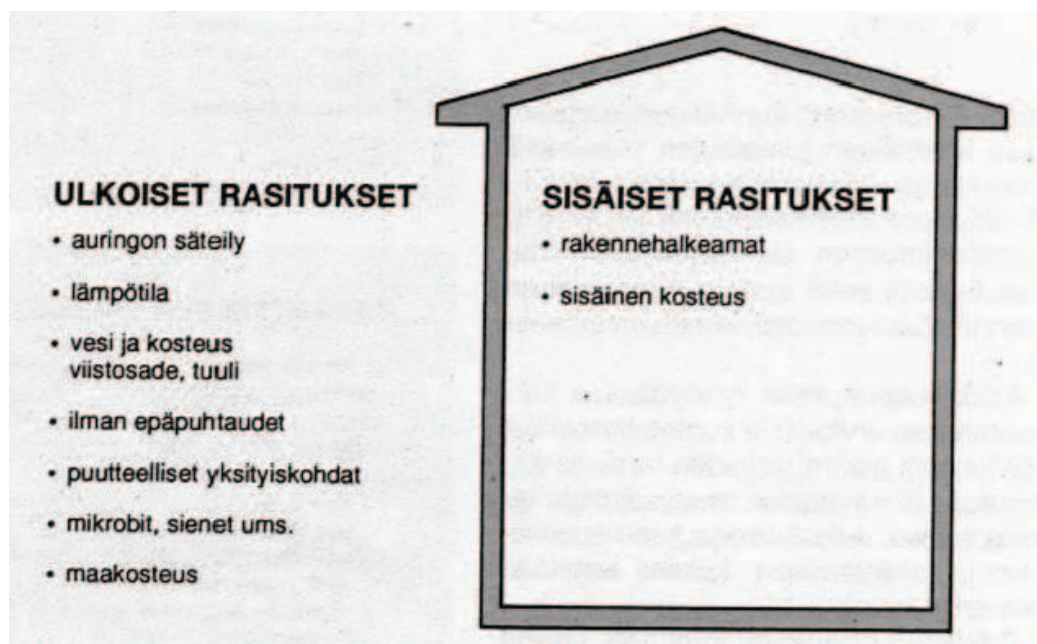 ULKOISET RASITUKSET
• auringon säteily
• lämpötila
• vesi ja kosteus
viistosade, tuuli
• ilman epäpuhtaudet
• puutteelliset yksityiskohdat
• mikrobit, sienet ums.
• maakosteus
SISÄISET RASITUKSET
• rakennehalkeamat
• sisäinen kosteus